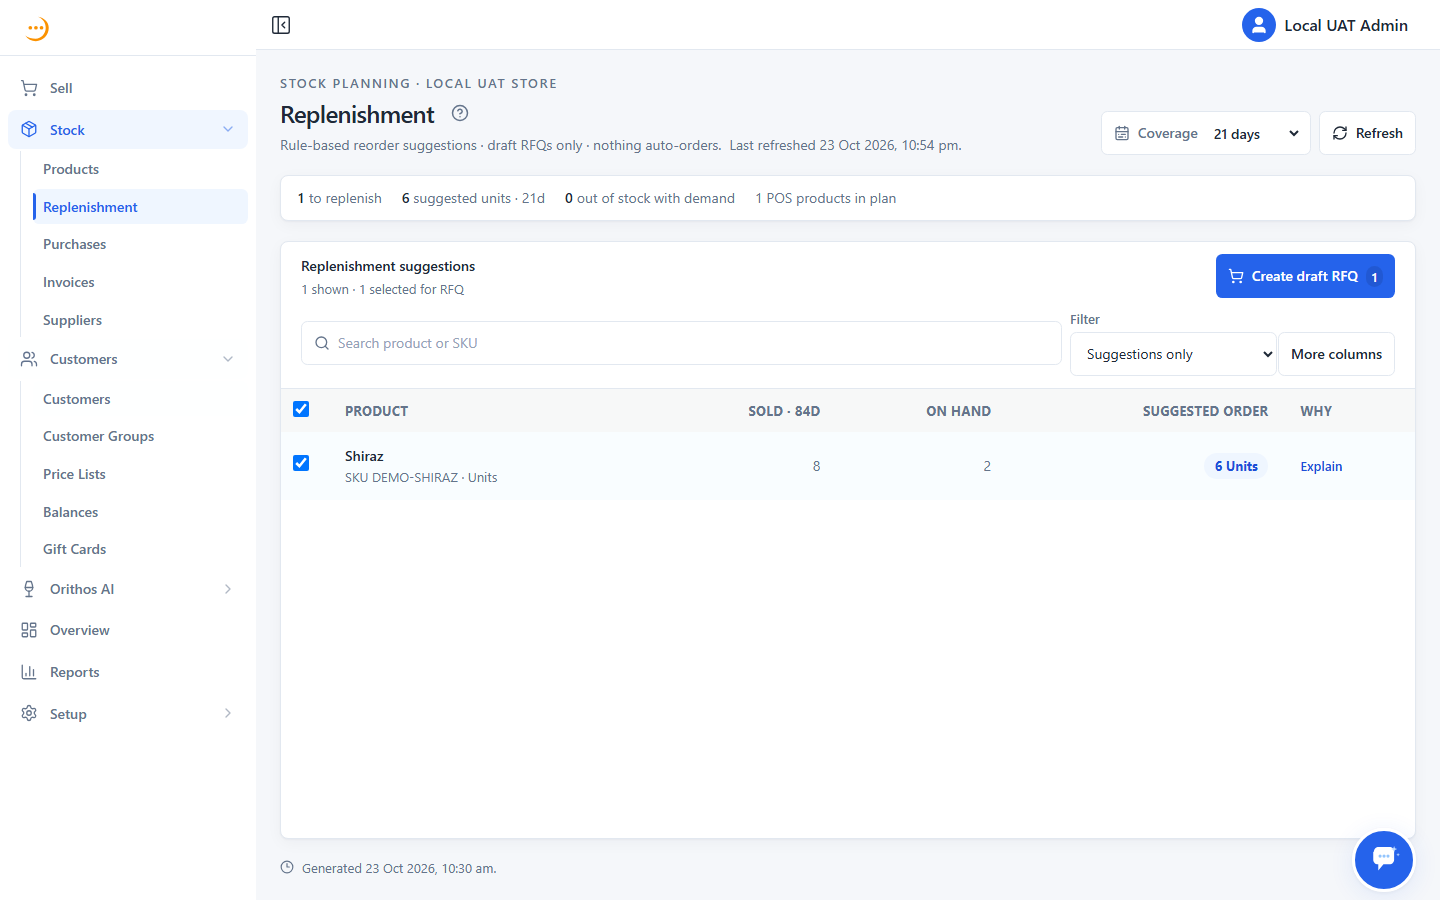 Local UAT Admin
Sell
Stock
Products
Replenishment
Purchases
Invoices
Suppliers
Customers
Customers
Customer Groups
Price Lists
Balances
Gift Cards
Orithos AI
Overview
Reports
Setup
STOCK PLANNING · LOCAL UAT STORE
Replenishment
Rule-based reorder suggestions · draft RFQs only · nothing auto-orders. Last refreshed 23 Oct 2026, 10:54 pm.
Coverage 21 days
Refresh
1 to replenish 6 suggested units · 21d 0 out of stock with demand 1 POS products in plan
Replenishment suggestions
1 shown · 1 selected for RFQ
Create draft RFQ 1
Search product or SKU
Filter
Suggestions only
More columns
PRODUCT SOLD · 84D ON HAND SUGGESTED ORDER WHY
Shiraz
SKU DEMO-SHIRAZ · Units
8 2 6 Units Explain
Generated 23 Oct 2026, 10:30 am.